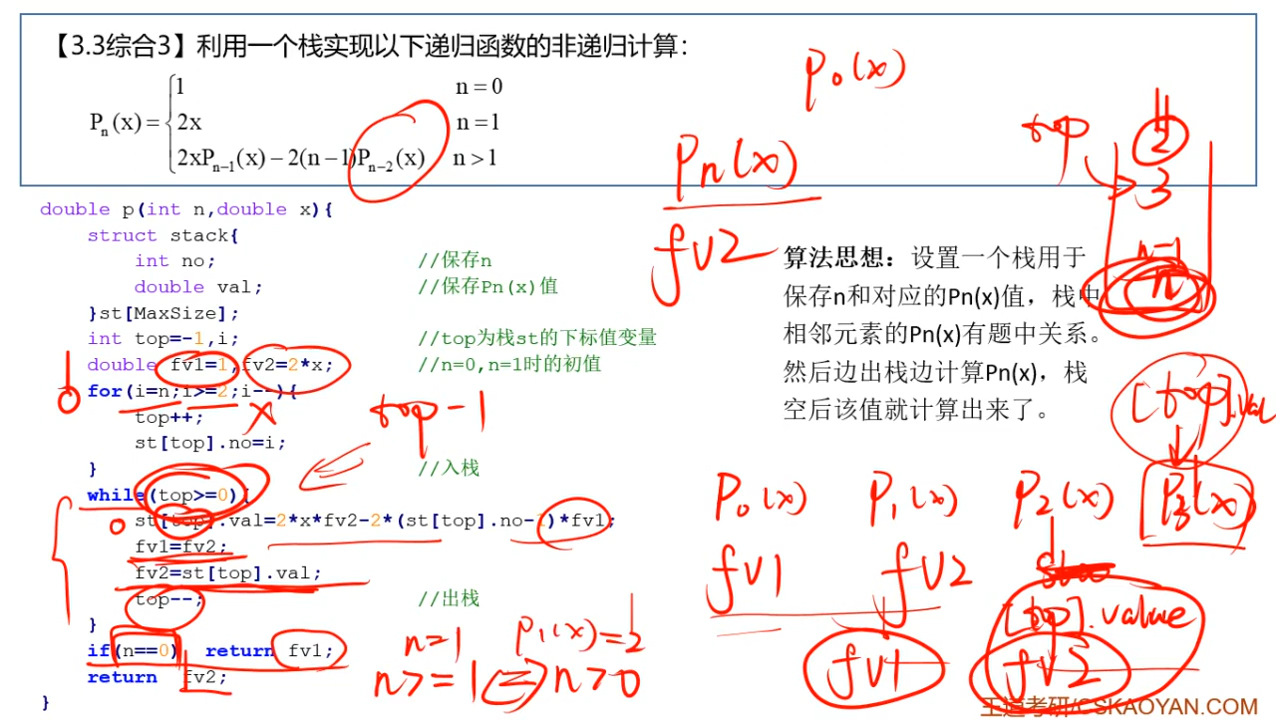 【3.3综合3】利用一个栈实现以下递归函数的非递归计算：
1 n = 0
Pn(x) = 2x n = 1
2xPn−1(x) − 2(n − 1)Pn−2(x) n > 1
P0(x)
Pn(x)
fv2
top
2
3
n-1
n
double p(int n,double x){
struct stack{
int no; //保存n
double val; //保存Pn(x)值
}st[MaxSize];
int top=-1,i; //top为栈st的下标值变量
double fv1=1,fv2=2*x; //n=0,n=1时的初值
for(i=n;i>=2;i--){
top++;
st[top].no=i;
} //入栈
while(top>=0){
st[top].val=2*x*fv2-2*(st[top].no-1)*fv1;
fv1=fv2;
fv2=st[top].val;
top--; //出栈
}
if(n==0) return fv1;
return fv2;
}
算法思想：设置一个栈用于
保存n和对应的Pn(x)值，栈中
相邻元素的Pn(x)有题中关系。
然后边出栈边计算Pn(x)，栈
空后该值就计算出来了。
top-1
0
[top].val
P0(x) P1(x) P2(x) P3(x)
fv1 fv2
[top].value
fv1 fv2
n=1 P1(x)=2
n>=1 n>0
王道考研/CSKAOYAN.COM